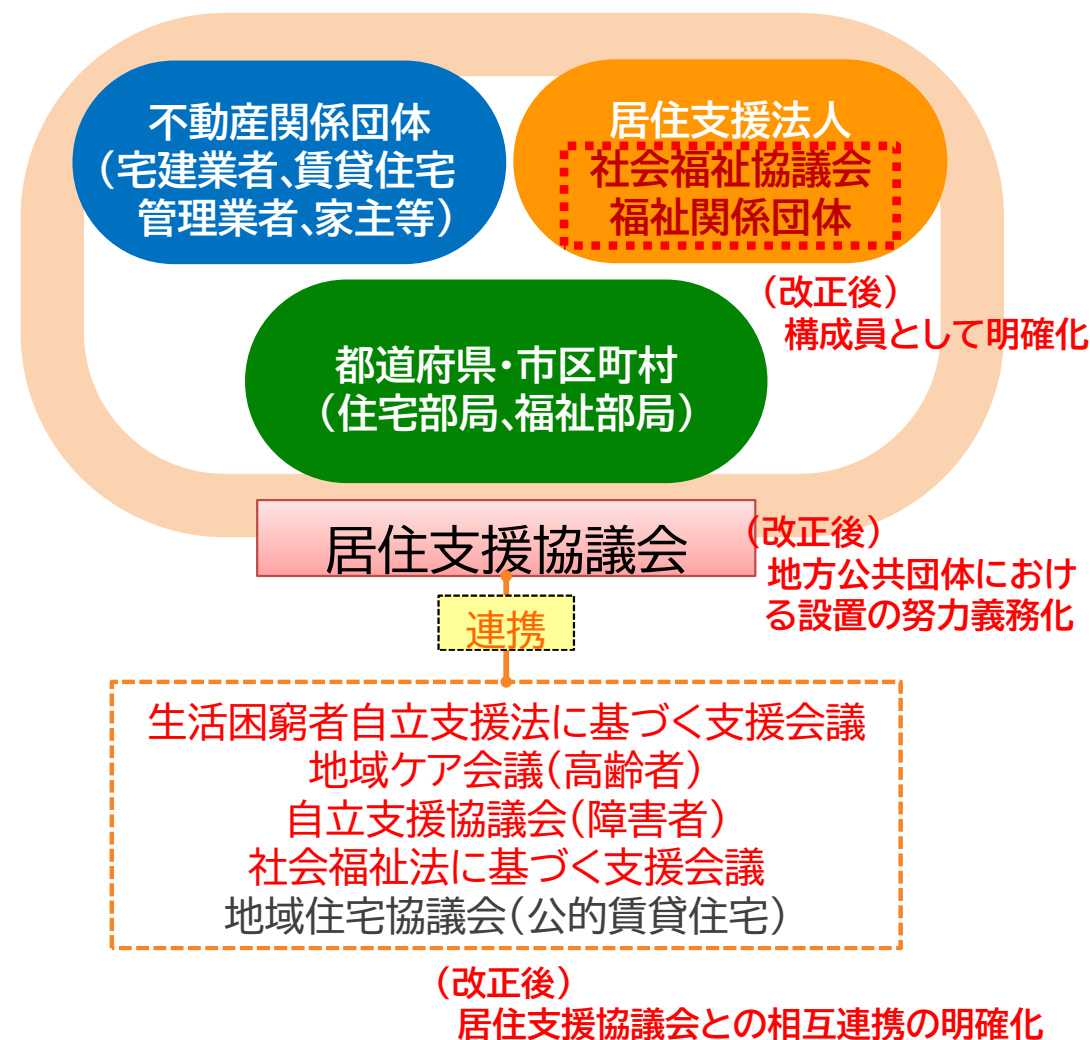 不動産関係団体
（宅建業者、賃貸住宅
管理業者、家主等）
居住支援法人
社会福祉協議会
福祉関係団体
（改正後）
構成員として明確化
都道府県・市区町村
（住宅部局、福祉部局）
居住支援協議会
（改正後）
地方公共団体におけ
る設置の努力義務化
連携
生活困窮者自立支援法に基づく支援会議
地域ケア会議（高齢者）
自立支援協議会（障害者）
社会福祉法に基づく支援会議
地域住宅協議会（公的賃貸住宅）
（改正後）
居住支援協議会との相互連携の明確化